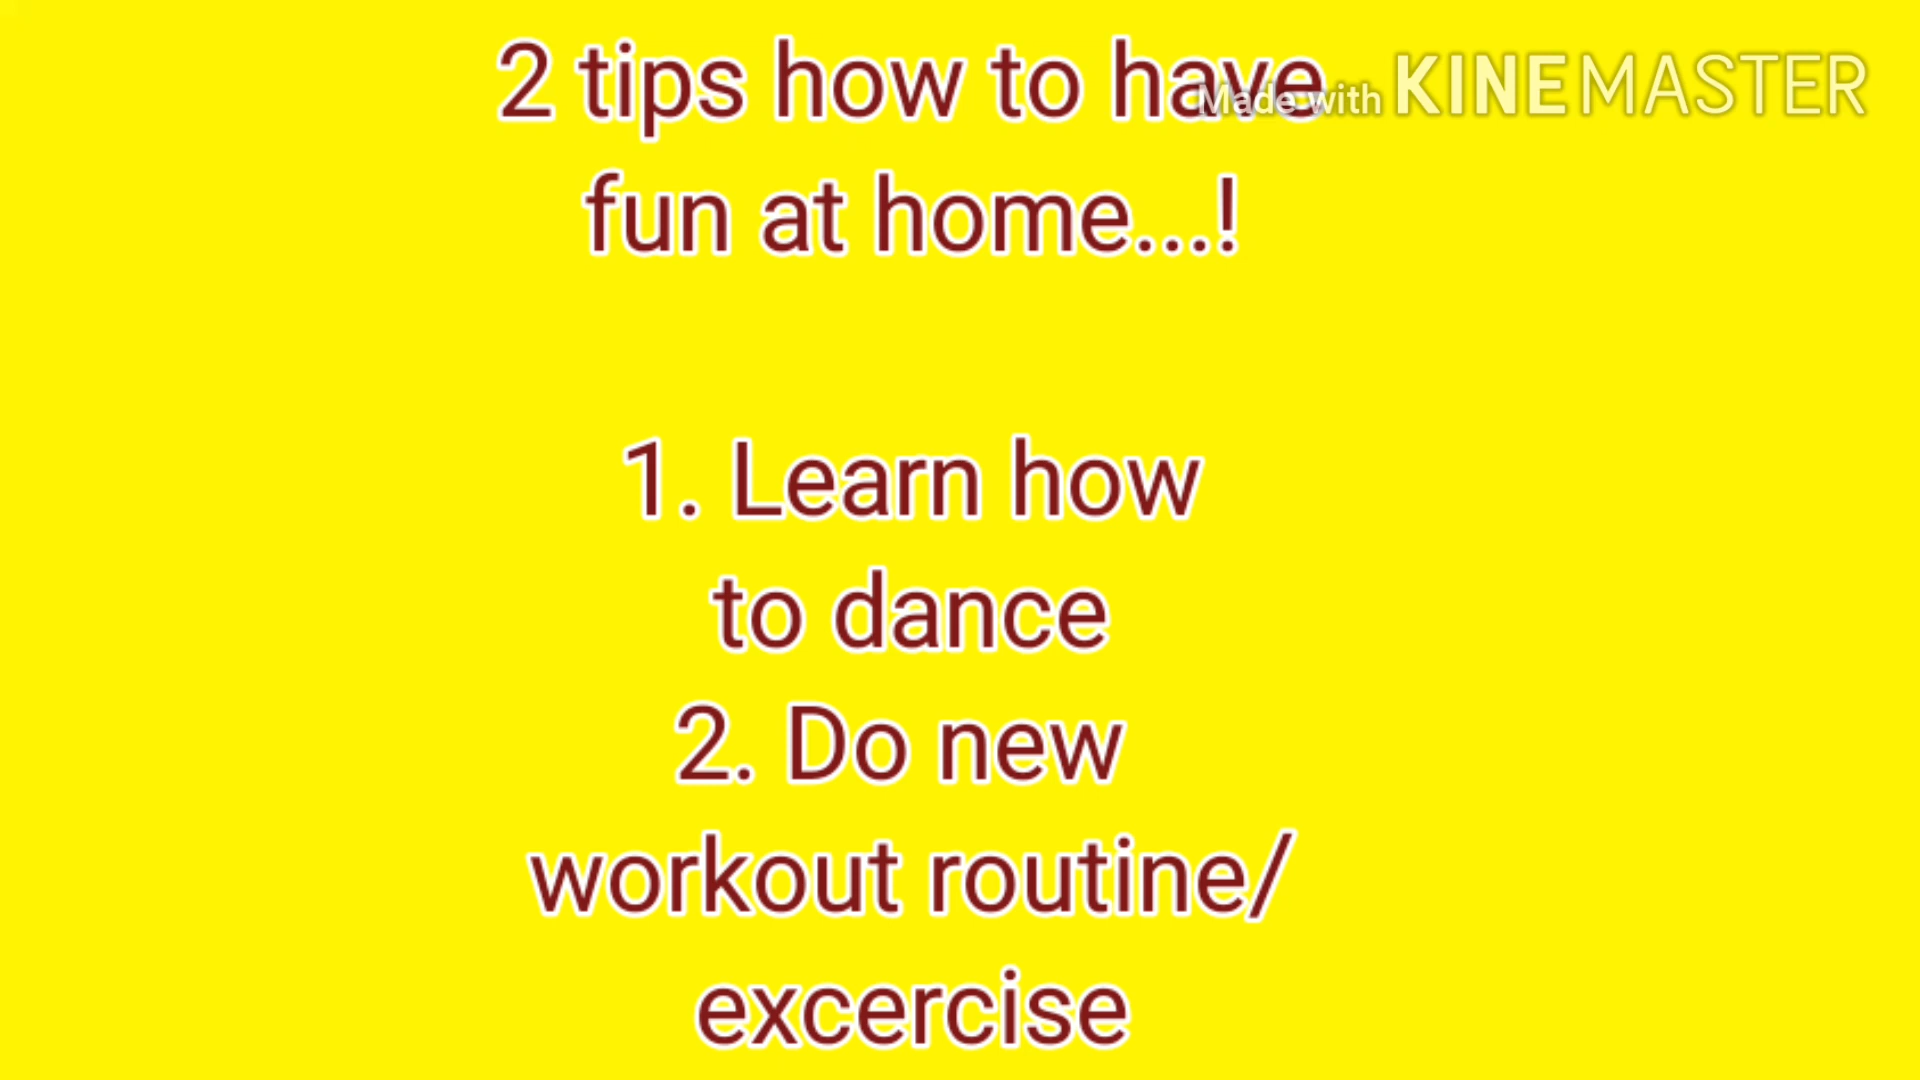 2 tips how to have
Made with KINEMASTER
fun at home...!
1. Learn how
to dance
2. Do new
workout routine/
excercise